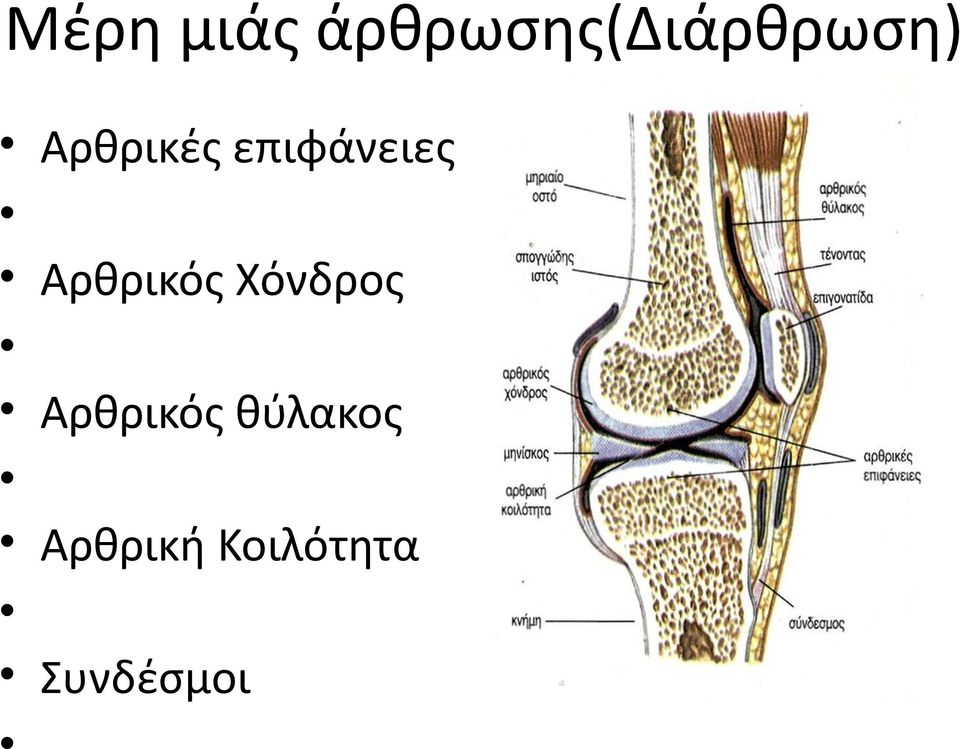 Μέρη μιάς άρθρωσης(Διάρθρωση)
• Αρθρικές επιφάνειες
•
• Αρθρικός Χόνδρος
•
• Αρθρικός θύλακος
•
• Αρθρική Κοιλότητα
•
• Συνδέσμοι
•
μηριαίο
οστό
σπογγώδης
ιστός
αρθρικός
χόνδρος
μηνίσκος
αρθρική
κοιλότητα
κνήμη
αρθρικός
θύλακος
τένοντας
επιγονατίδα
αρθρικές
επιφάνειες
σύνδεσμος